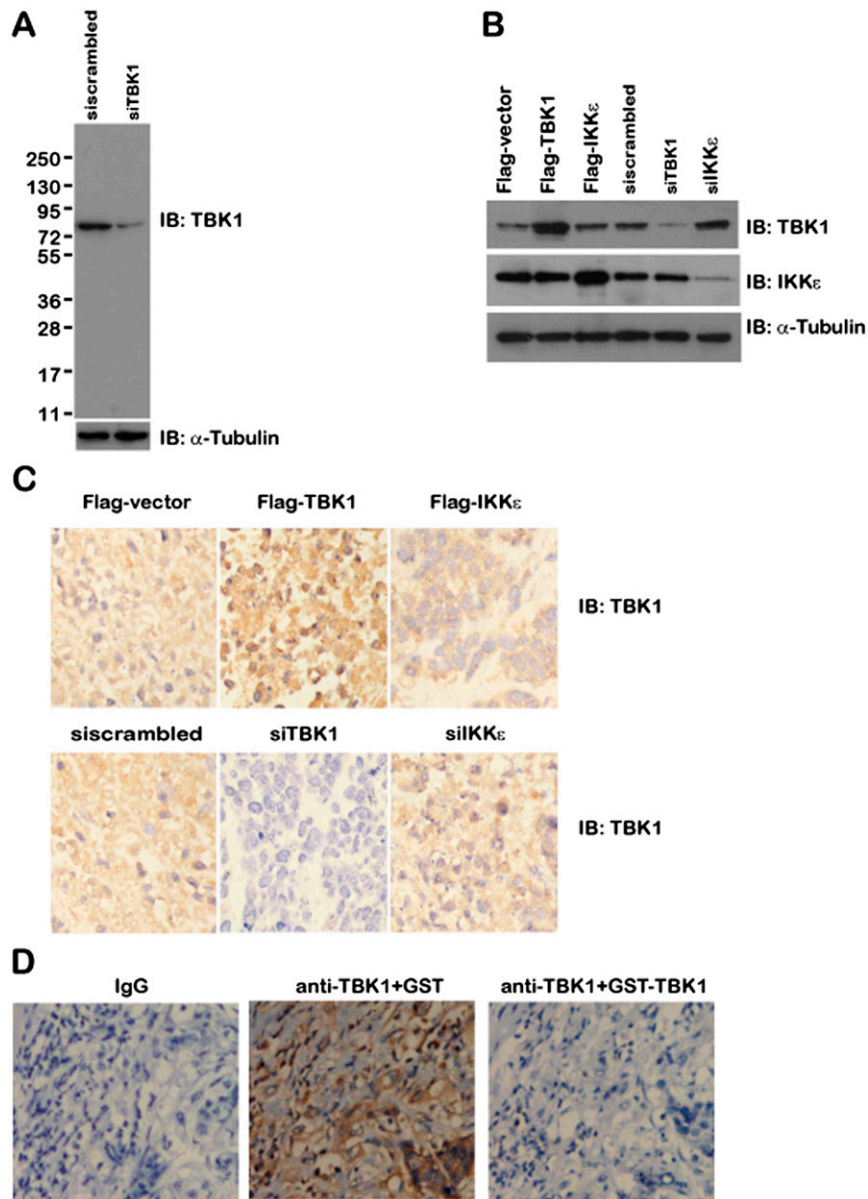 A
siscrambled
siTBK1
250
130
95
72
55
36
28
17
11
IB: TBK1
IB: α-Tubulin
B
Flag-vector
Flag-TBK1
Flag-IKKε
siscrambled
siTBK1
siIKKε
IB: TBK1
IB: IKKε
IB: α-Tubulin
C
Flag-vector Flag-TBK1 Flag-IKKε
IB: TBK1
siscrambled siTBK1 siIKKε
IB: TBK1
D
IgG anti-TBK1+GST anti-TBK1+GST-TBK1